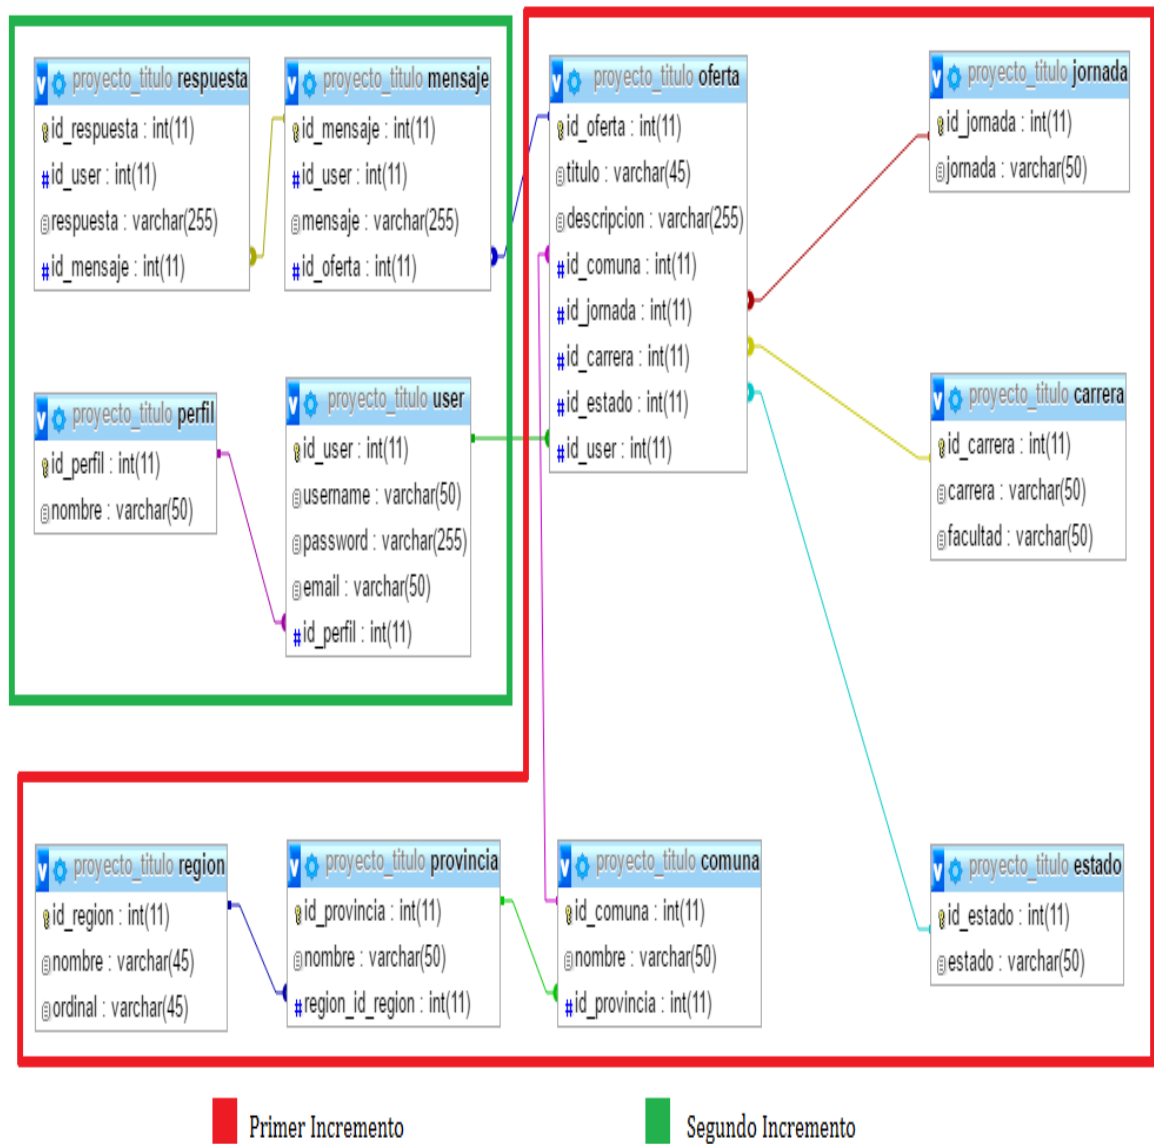 proyecto_titulo respuesta
id_respuesta : int(11)
id_user : int(11)
respuesta : varchar(255)
id_mensaje : int(11)
proyecto_titulo mensaje
id_mensaje : int(11)
id_user : int(11)
mensaje : varchar(255)
id_oferta : int(11)
proyecto_titulo oferta
id_oferta : int(11)
titulo : varchar(45)
descripcion : varchar(255)
id_comuna : int(11)
id_jornada : int(11)
id_carrera : int(11)
id_estado : int(11)
id_user : int(11)
proyecto_titulo jornada
id_jornada : int(11)
jornada : varchar(50)
proyecto_titulo perfil
id_perfil : int(11)
nombre : varchar(50)
proyecto_titulo user
id_user : int(11)
username : varchar(50)
password : varchar(255)
email : varchar(50)
id_perfil : int(11)
proyecto_titulo carrera
id_carrera : int(11)
carrera : varchar(50)
facultad : varchar(50)
proyecto_titulo region
id_region : int(11)
nombre : varchar(45)
ordinal : varchar(45)
proyecto_titulo provincia
id_provincia : int(11)
nombre : varchar(50)
region_id_region : int(11)
proyecto_titulo comuna
id_comuna : int(11)
nombre : varchar(50)
id_provincia : int(11)
proyecto_titulo estado
id_estado : int(11)
estado : varchar(50)
Primer Incremento
Segundo Incremento